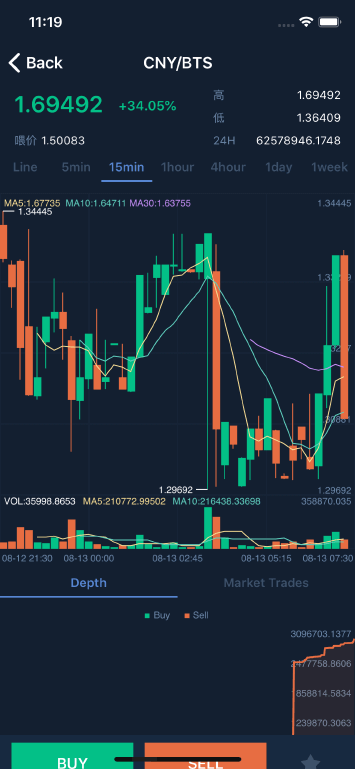 11:19
Back
CNY/BTS
1.69492 +34.05%
高 1.69492
低 1.36409
喂价 1.50083
24H 62578946.1748
Line 5min 15min 1hour 4hour 1day 1week
MA5:1.67735 MA10:1.64711 MA30:1.63755
1.34445
1.34445
1.29692
1.29692
VOL:35998.8653 MA5:210772.99502 MA10:216438.33698
358870.035
08-12 21:30 08-13 00:00 08-13 02:45 08-13 05:15 08-13 07:30
Depth Market Trades
Buy Sell
3096703.1377
2477758.8606
1858814.5834
1239870.3063
BUY SELL